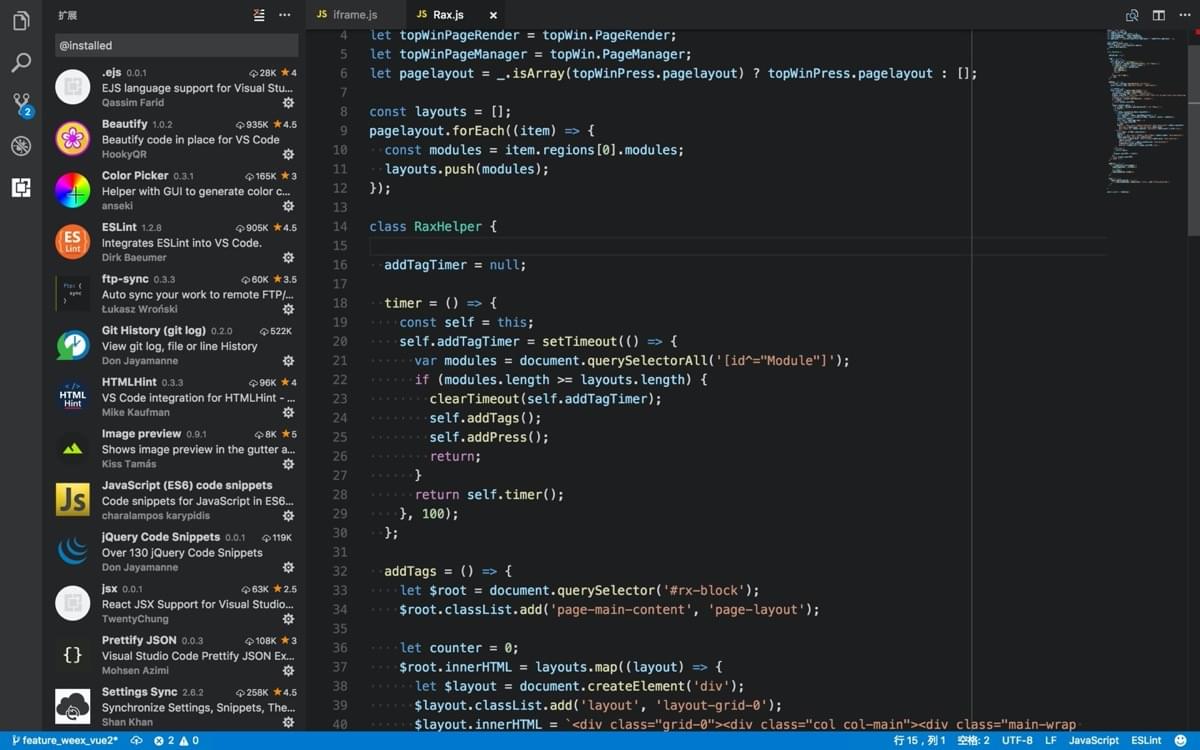 扩展
@installed
.ejs 0.0.1 28K ★4
EJS language support for Visual Stu...
Qassim Farid
Beautify 1.0.2 935K ★4.5
Beautify code in place for VS Code
HookyQR
Color Picker 0.3.1 165K ★3
Helper with GUI to generate color c...
anseki
ES
Lint
ESLint 1.2.8 905K ★4.5
Integrates ESLint into VS Code.
Dirk Baeumer
ftp: {
sync
}
ftp-sync 0.3.3 60K ★3.5
Auto sync your work to remote FTP/...
Łukasz Wroński
Git History (git log) 0.2.0 522K
View git log, file or line History
Don Jayamanne
</>
HTML
Hint
HTMLHint 0.3.3 96K ★4
VS Code integration for HTMLHint - ...
Mike Kaufman
Image preview 0.9.1 8K ★5
Shows image preview in the gutter a...
Kiss Tamás
Js
JavaScript (ES6) code snippets
Code snippets for JavaScript in ES6...
charalampos karypidis
jQuery Code Snippets 0.0.1 119K
Over 130 jQuery Code Snippets
Don Jayamanne
jsx 0.0.1 63K ★2.5
React JSX Support for Visual Studio...
TwentyChung
{}
Prettify JSON 0.0.3 108K ★3
Visual Studio Code Prettify JSON Ex...
Mohsen Azimi
Settings Sync 2.6.2 258K ★4.5
Synchronize Settings, Snippets, The...
Shan Khan
2
JS iframe.js
JS Rax.js ×
4 let topWinPageRender = topWin.PageRender;
5 let topWinPageManager = topWin.PageManager;
6 let pagelayout = _.isArray(topWinPress.pagelayout) ? topWinPress.pagelayout : [];
7
8 const layouts = [];
9 pagelayout.forEach((item) => {
10 const modules = item.regions[0].modules;
11 layouts.push(modules);
12 });
13
14 class RaxHelper {
15
16 addTagTimer = null;
17
18 timer = () => {
19 const self = this;
20 self.addTagTimer = setTimeout(() => {
21 var modules = document.querySelectorAll('[id^="Module"]');
22 if (modules.length >= layouts.length) {
23 clearTimeout(self.addTagTimer);
24 self.addTags();
25 self.addPress();
26 return;
27 }
28 return self.timer();
29 }, 100);
30 };
31
32 addTags = () => {
33 let $root = document.querySelector('#rx-block');
34 $root.classList.add('page-main-content', 'page-layout');
35
36 let counter = 0;
37 $root.innerHTML = layouts.map((layout) => {
38 let $layout = document.createElement('div');
39 $layout.classList.add('layout', 'layout-grid-0');
40 $layout.innerHTML = `<div class="grid-0"><div class="col col-main"><div class="main-wrap
feature_weex_vue2* 2 0 行 15，列 1 空格: 2 UTF-8 LF JavaScript ESLint